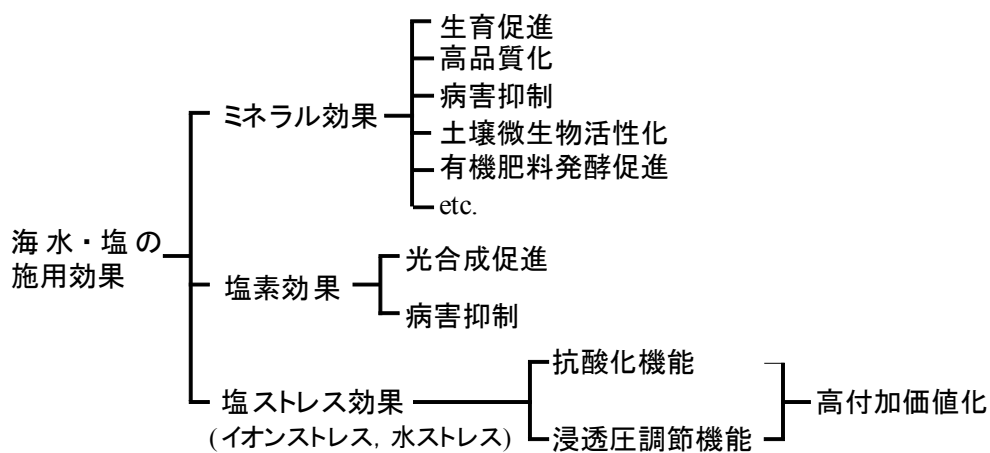 海水・塩の
施用効果
ミネラル効果
生育促進
高品質化
病害抑制
土壌微生物活性化
有機肥料発酵促進
etc.
塩素効果
光合成促進
病害抑制
塩ストレス効果
(イオンストレス, 水ストレス)
抗酸化機能
浸透圧調節機能
高付加価値化